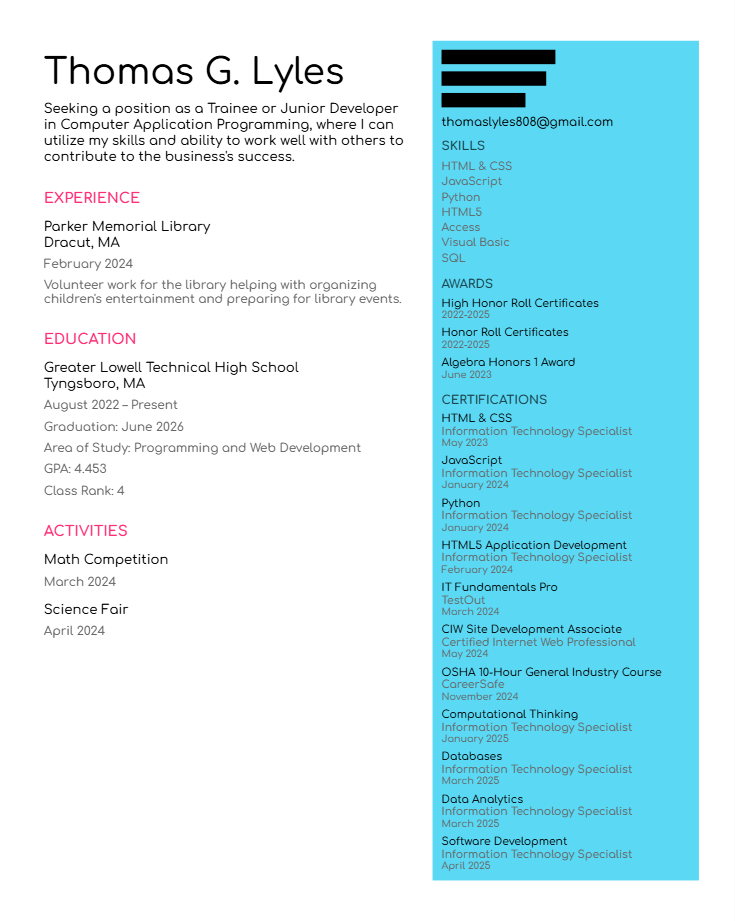 Thomas G. Lyles
Seeking a position as a Trainee or Junior Developer
in Computer Application Programming, where I can
utilize my skills and ability to work well with others to
contribute to the business's success.
EXPERIENCE
Parker Memorial Library
Dracut, MA
February 2024
Volunteer work for the library helping with organizing
children's entertainment and preparing for library events.
EDUCATION
Greater Lowell Technical High School
Tyngsboro, MA
August 2022 – Present
Graduation: June 2026
Area of Study: Programming and Web Development
GPA: 4.453
Class Rank: 4
ACTIVITIES
Math Competition
March 2024
Science Fair
April 2024
thomaslyles808@gmail.com
SKILLS
HTML & CSS
JavaScript
Python
HTML5
Access
Visual Basic
SQL
AWARDS
High Honor Roll Certificates
2022-2025
Honor Roll Certificates
2022-2025
Algebra Honors 1 Award
June 2023
CERTIFICATIONS
HTML & CSS
Information Technology Specialist
May 2023
JavaScript
Information Technology Specialist
January 2024
Python
Information Technology Specialist
January 2024
HTML5 Application Development
Information Technology Specialist
February 2024
IT Fundamentals Pro
TestOut
March 2024
CIW Site Development Associate
Certified Internet Web Professional
May 2024
OSHA 10-Hour General Industry Course
CareerSafe
November 2024
Computational Thinking
Information Technology Specialist
January 2025
Databases
Information Technology Specialist
March 2025
Data Analytics
Information Technology Specialist
March 2025
Software Development
Information Technology Specialist
April 2025